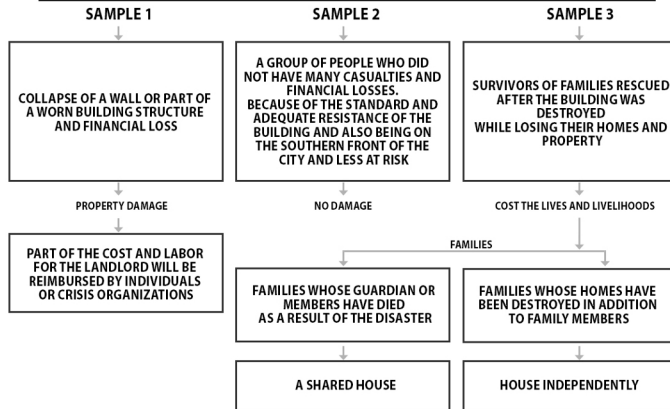 SAMPLE 1
SAMPLE 2
SAMPLE 3
COLLAPSE OF A WALL OR PART OF
A WORN BUILDING STRUCTURE
AND FINANCIAL LOSS
A GROUP OF PEOPLE WHO DID
NOT HAVE MANY CASUALTIES AND
FINANCIAL LOSSES.
BECAUSE OF THE STANDARD AND
ADEQUATE RESISTANCE OF THE
BUILDING AND ALSO BEING ON
THE SOUTHERN FRONT OF THE
CITY AND LESS AT RISK
SURVIVORS OF FAMILIES RESCUED
AFTER THE BUILDING WAS
DESTROYED
WHILE LOSING THEIR HOMES AND
PROPERTY
PROPERTY DAMAGE
NO DAMAGE
COST THE LIVES AND LIVELIHOODS
PART OF THE COST AND LABOR
FOR THE LANDLORD WILL BE
REIMBURSED BY INDIVIDUALS
OR CRISIS ORGANIZATIONS
FAMILIES
FAMILIES WHOSE GUARDIAN OR
MEMBERS HAVE DIED
AS A RESULT OF THE DISASTER
FAMILIES WHOSE HOMES HAVE
BEEN DESTROYED IN ADDITION
TO FAMILY MEMBERS
A SHARED HOUSE
HOUSE INDEPENDENTLY